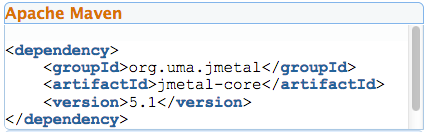 Apache Maven
<dependency>
    <groupId>org.uma.jmetal</groupId>
    <artifactId>jmetal-core</artifactId>
    <version>5.1</version>
</dependency>